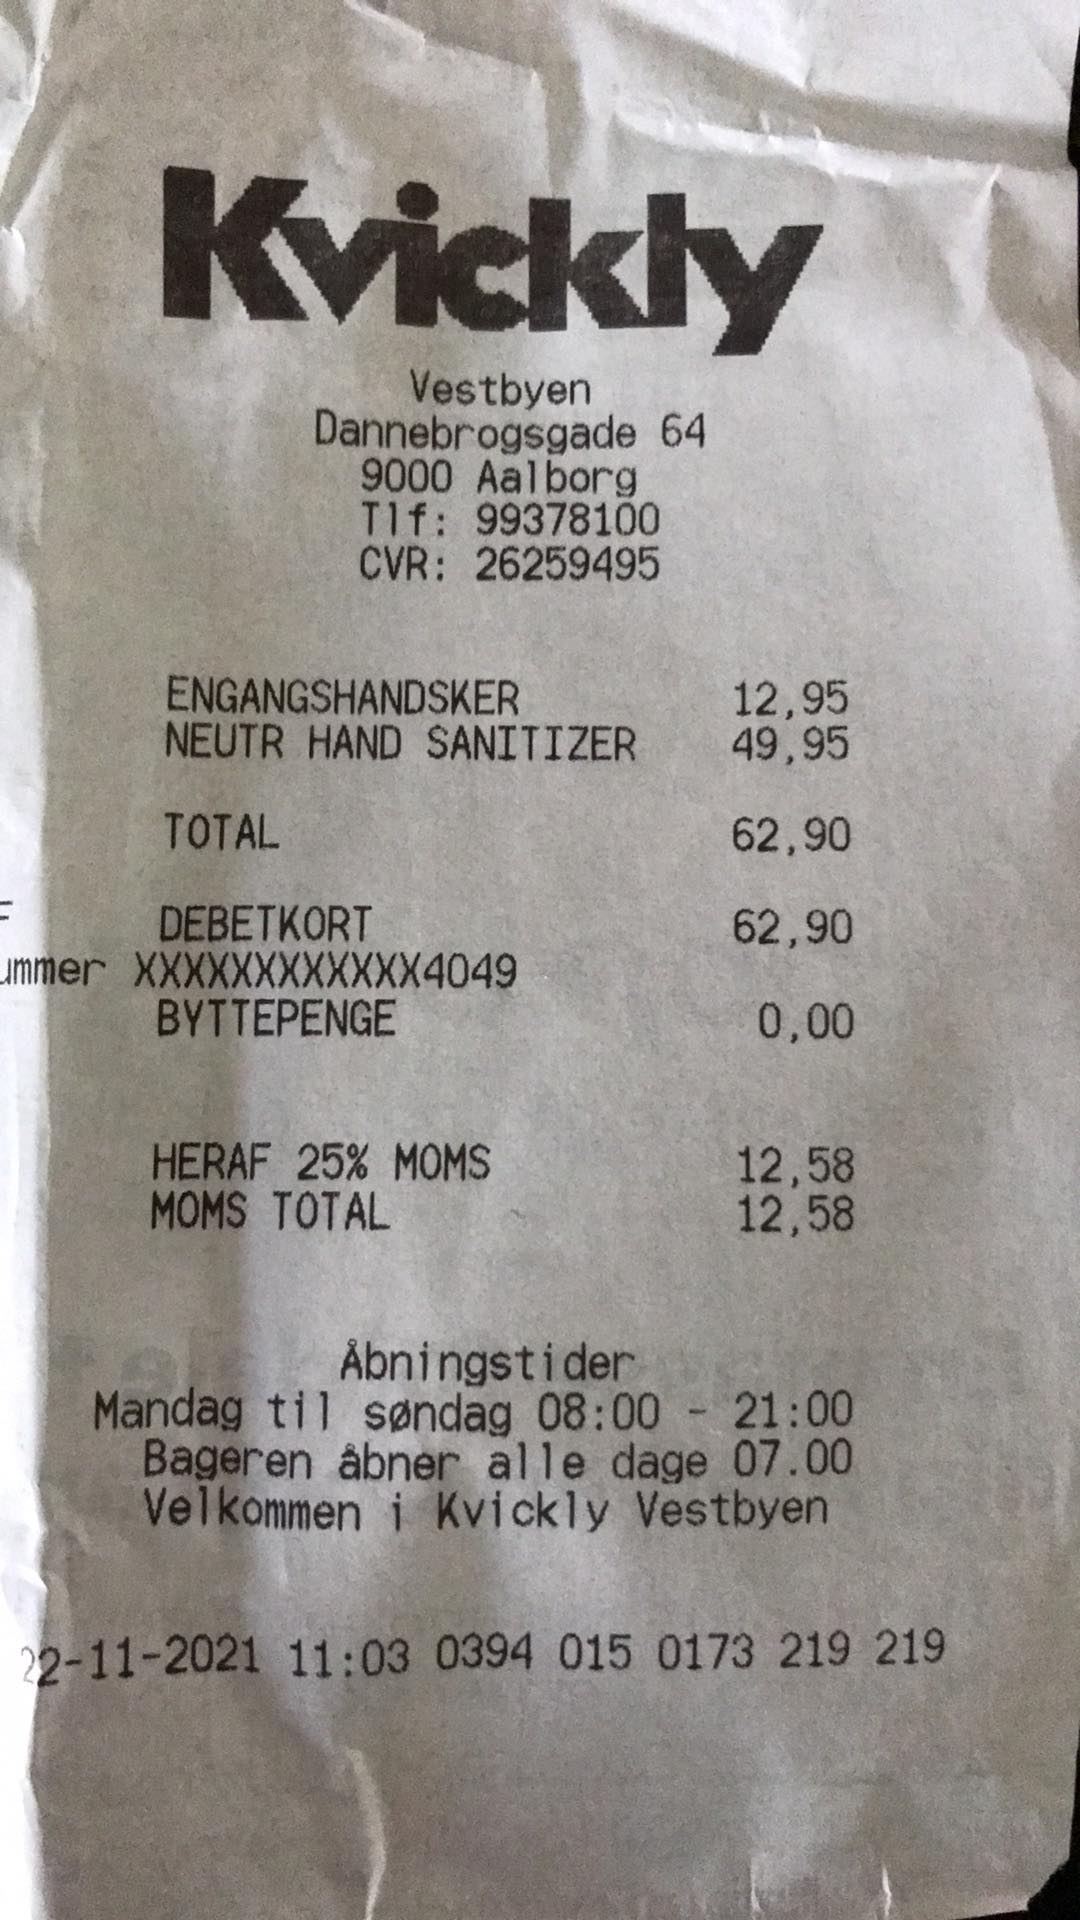 Kvickly
Vestbyen
Dannebrogsgade 64
9000 Aalborg
Tlf: 99378100
CVR: 26259495
ENGANGSHANDSKER 12,95
NEUTR HAND SANITIZER 49,95
TOTAL 62,90
DEBETKORT 62,90
ummer XXXXXXXXXXXX4049
BYTTEPENGE 0,00
HERAF 25% MOMS 12,58
MOMS TOTAL 12,58
Åbningstider
Mandag til søndag 08:00 - 21:00
Bageren åbner alle dage 07.00
Velkommen i Kvickly Vestbyen
22-11-2021 11:03 0394 015 0173 219 219